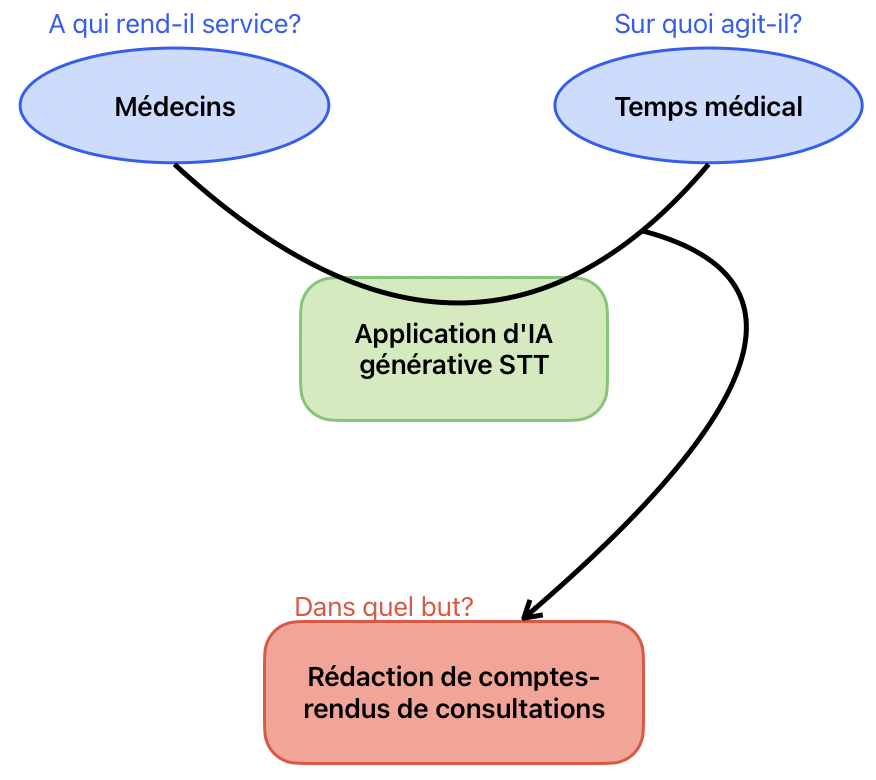 A qui rend-il service?
Sur quoi agit-il?
Médecins
Temps médical
Application d'IA
générative STT
Dans quel but?
Rédaction de comptes-
rendus de consultations